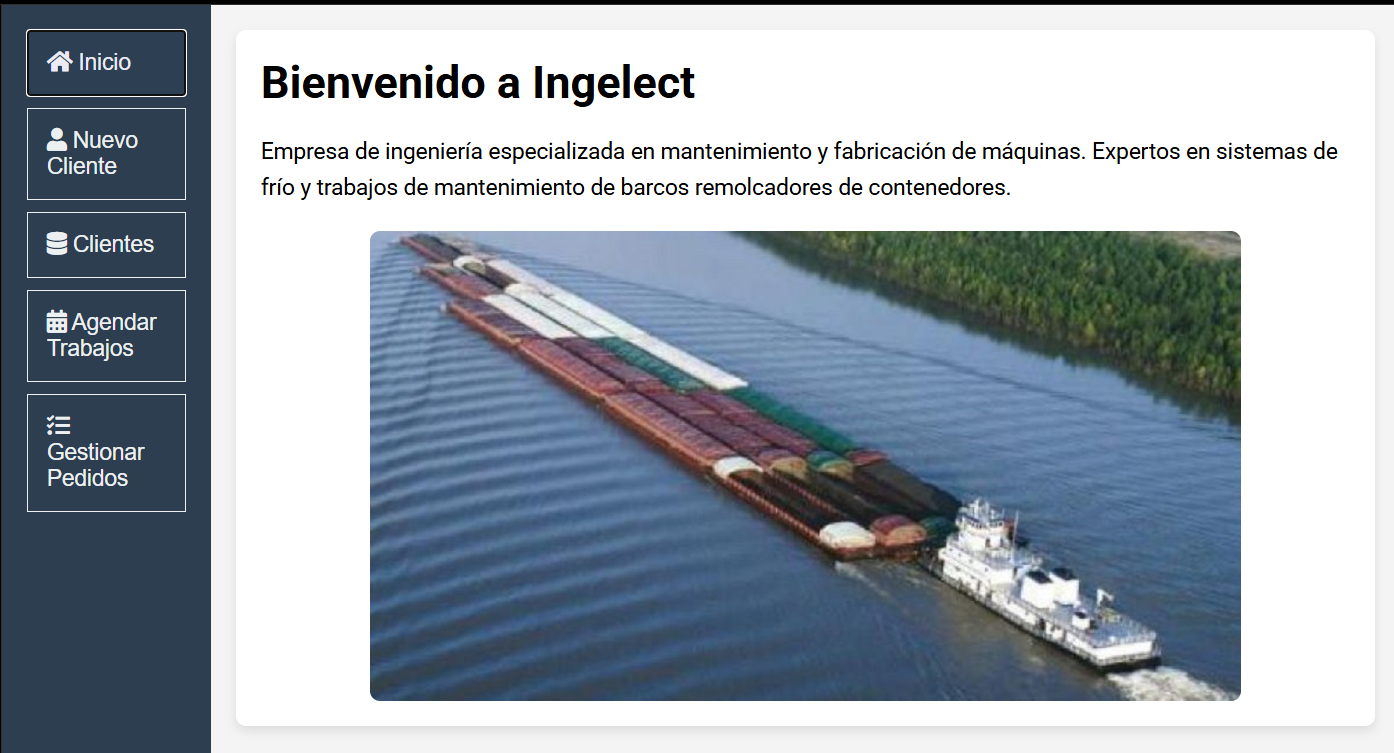 Inicio
Nuevo
Cliente
Clientes
Agendar
Trabajos
Gestionar
Pedidos
Bienvenido a Ingelect
Empresa de ingeniería especializada en mantenimiento y fabricación de máquinas. Expertos en sistemas de
frío y trabajos de mantenimiento de barcos remolcadores de contenedores.